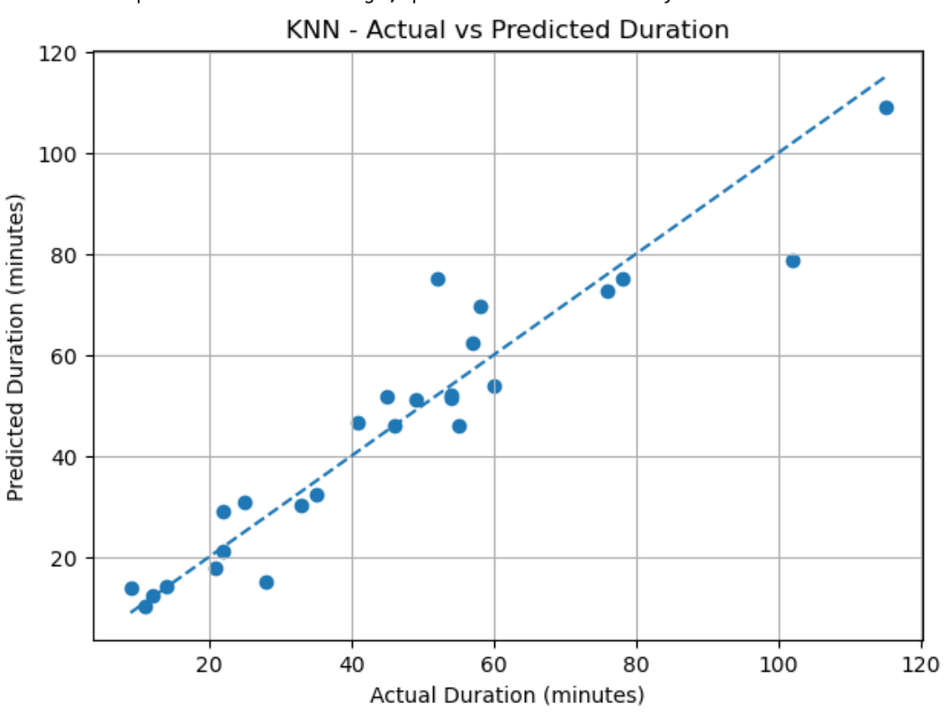 KNN - Actual vs Predicted Duration
120
100
80
60
40
20
Predicted Duration (minutes)
20 40 60 80 100 120
Actual Duration (minutes)